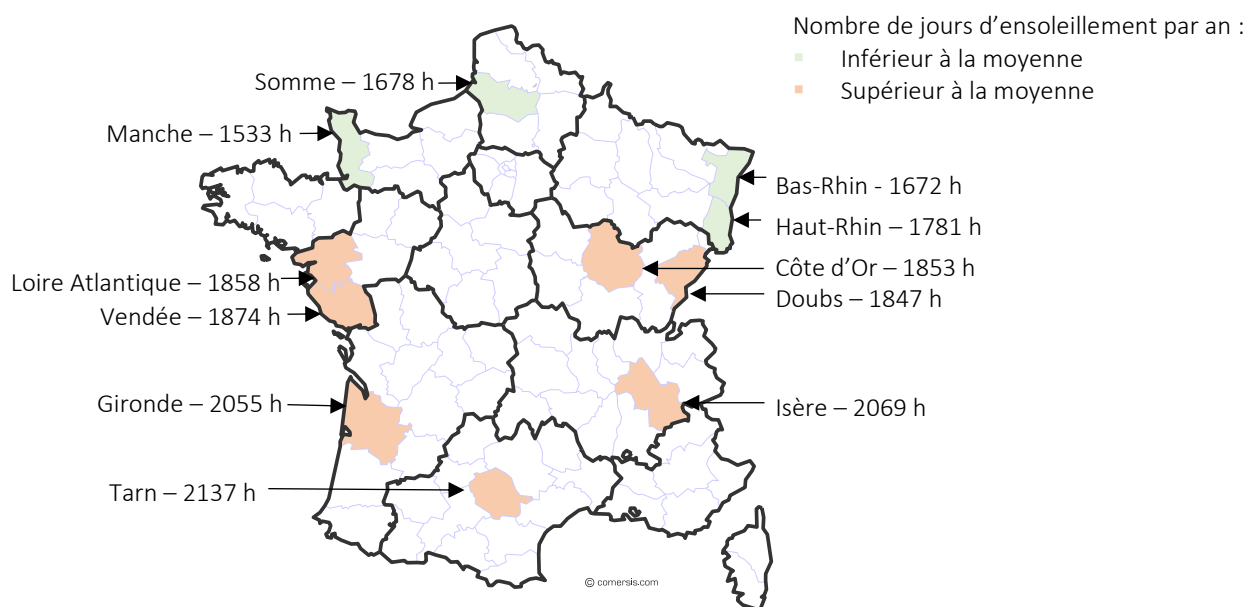 Nombre de jours d’ensoleillement par an :
Inférieur à la moyenne
Supérieur à la moyenne
Somme – 1678 h
Manche – 1533 h
Bas-Rhin - 1672 h
Haut-Rhin – 1781 h
Côte d’Or – 1853 h
Loire Atlantique – 1858 h
Doubs – 1847 h
Vendée – 1874 h
Gironde – 2055 h
Isère – 2069 h
Tarn – 2137 h
© comersis.com